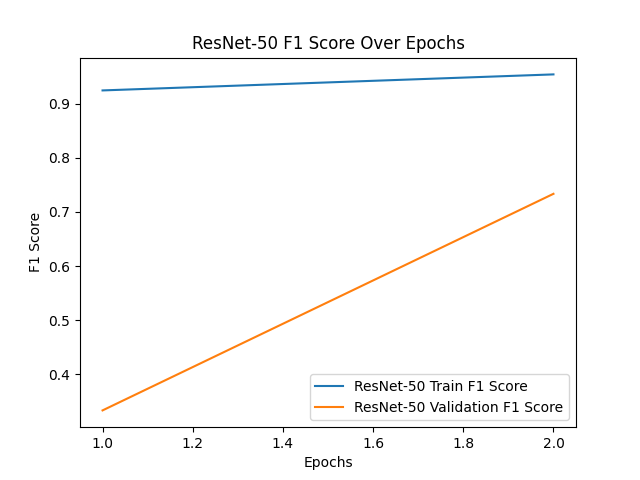 ResNet-50 F1 Score Over Epochs
F1 Score
0.9
0.8
0.7
0.6
0.5
0.4
ResNet-50 Train F1 Score
ResNet-50 Validation F1 Score
1.0 1.2 1.4 1.6 1.8 2.0
Epochs